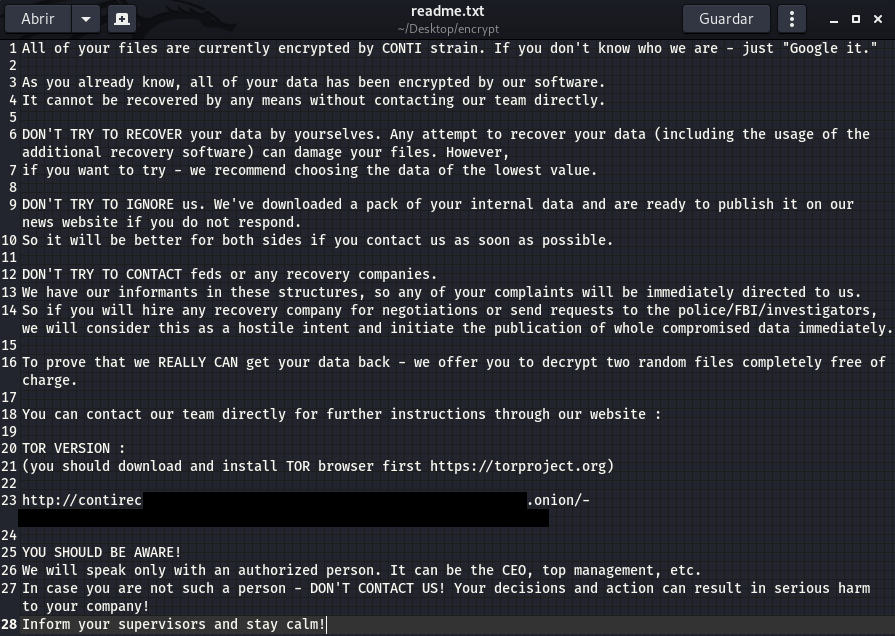 Abrir
readme.txt
~/Desktop/encrypt
Guardar
1 All of your files are currently encrypted by CONTI strain. If you don't know who we are - just "Google it."
2
3 As you already know, all of your data has been encrypted by our software.
4 It cannot be recovered by any means without contacting our team directly.
5
6 DON'T TRY TO RECOVER your data by yourselves. Any attempt to recover your data (including the usage of the
additional recovery software) can damage your files. However,
7 if you want to try - we recommend choosing the data of the lowest value.
8
9 DON'T TRY TO IGNORE us. We've downloaded a pack of your internal data and are ready to publish it on our
news website if you do not respond.
10 So it will be better for both sides if you contact us as soon as possible.
11
12 DON'T TRY TO CONTACT feds or any recovery companies.
13 We have our informants in these structures, so any of your complaints will be immediately directed to us.
14 So if you will hire any recovery company for negotiations or send requests to the police/FBI/investigators,
we will consider this as a hostile intent and initiate the publication of whole compromised data immediately.
15
16 To prove that we REALLY CAN get your data back - we offer you to decrypt two random files completely free of
charge.
17
18 You can contact our team directly for further instructions through our website :
19
20 TOR VERSION :
21 (you should download and install TOR browser first https://torproject.org)
22
23 http://contirec .onion/-
24
25 YOU SHOULD BE AWARE!
26 We will speak only with an authorized person. It can be the CEO, top management, etc.
27 In case you are not such a person - DON'T CONTACT US! Your decisions and action can result in serious harm
to your company!
28 Inform your supervisors and stay calm!